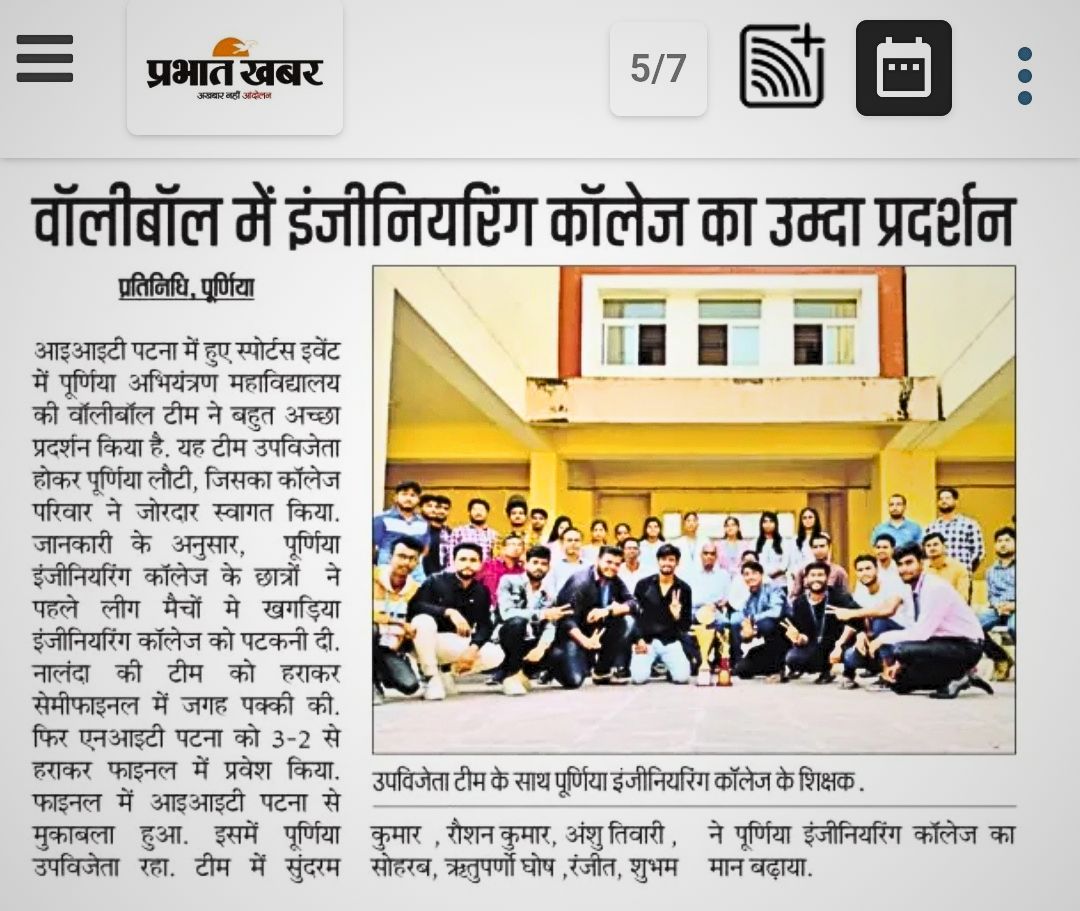 प्रभात खबर
अखबार नहीं आंदोलन
5/7
वॉलीबॉल में इंजीनियरिंग कॉलेज का उम्दा प्रदर्शन
प्रतिनिधि, पूर्णिया
आइआइटी पटना में हुए स्पोर्टस इवेंट
में पूर्णिया अभियंत्रण महाविद्यालय
की वॉलीबॉल टीम ने बहुत अच्छा
प्रदर्शन किया है. यह टीम उपविजेता
होकर पूर्णिया लौटी, जिसका कॉलेज
परिवार ने जोरदार स्वागत किया.
जानकारी के अनुसार, पूर्णिया
इंजीनियरिंग कॉलेज के छात्रों ने
पहले लीग मैचों मे खगड़िया
इंजीनियरिंग कॉलेज को पटकनी दी.
नालंदा की टीम को हराकर
सेमीफाइनल में जगह पक्की की.
फिर एनआइटी पटना को 3-2 से
हराकर फाइनल में प्रवेश किया.
फाइनल में आइआइटी पटना से
मुकाबला हुआ. इसमें पूर्णिया
उपविजेता रहा. टीम में सुंदरम
उपविजेता टीम के साथ पूर्णिया इंजीनियरिंग कॉलेज के शिक्षक .
कुमार , रौशन कुमार, अंशु तिवारी ,
सोहरब, ऋतुपर्णो घोष ,रंजीत, शुभम
ने पूर्णिया इंजीनियरिंग कॉलेज का
मान बढ़ाया.